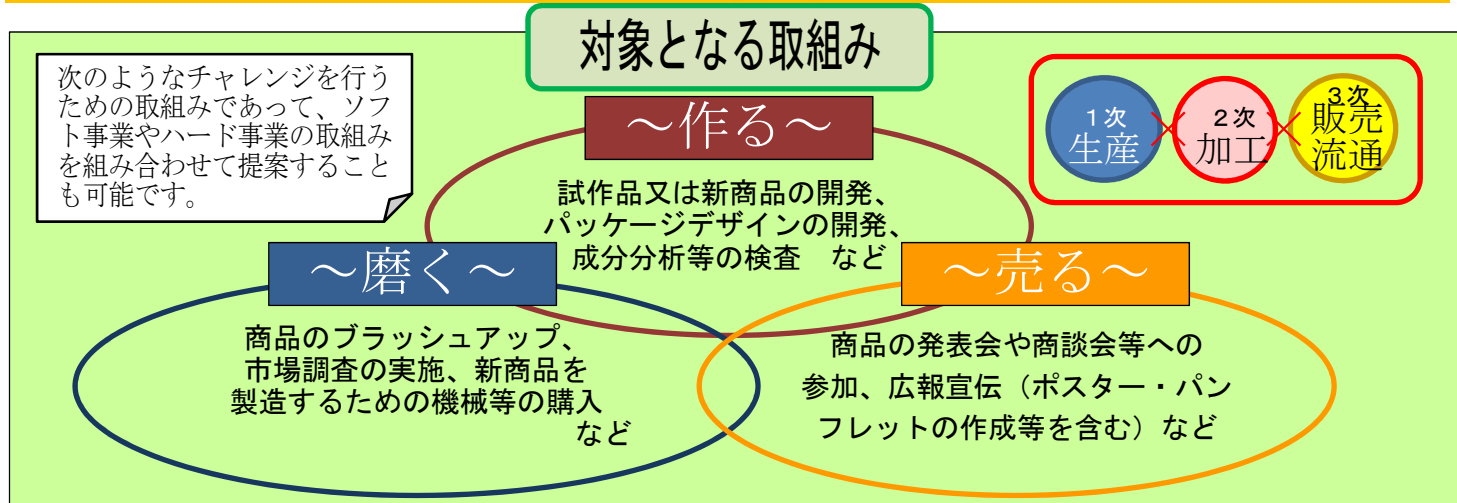 対象となる取組み
次のようなチャレンジを行う
ための取組みであって、ソフ
ト事業やハード事業の取組み
を組み合わせて提案すること
も可能です。
1次
生産
2次
加工
3次
販売
流通
～作る～
試作品又は新商品の開発、
パッケージデザインの開発、
成分分析等の検査　など
～磨く～
商品のブラッシュアップ、
市場調査の実施、新商品を
製造するための機械等の購入
など
～売る～
商品の発表会や商談会等への
参加、広報宣伝（ポスター・パン
フレットの作成等を含む）など